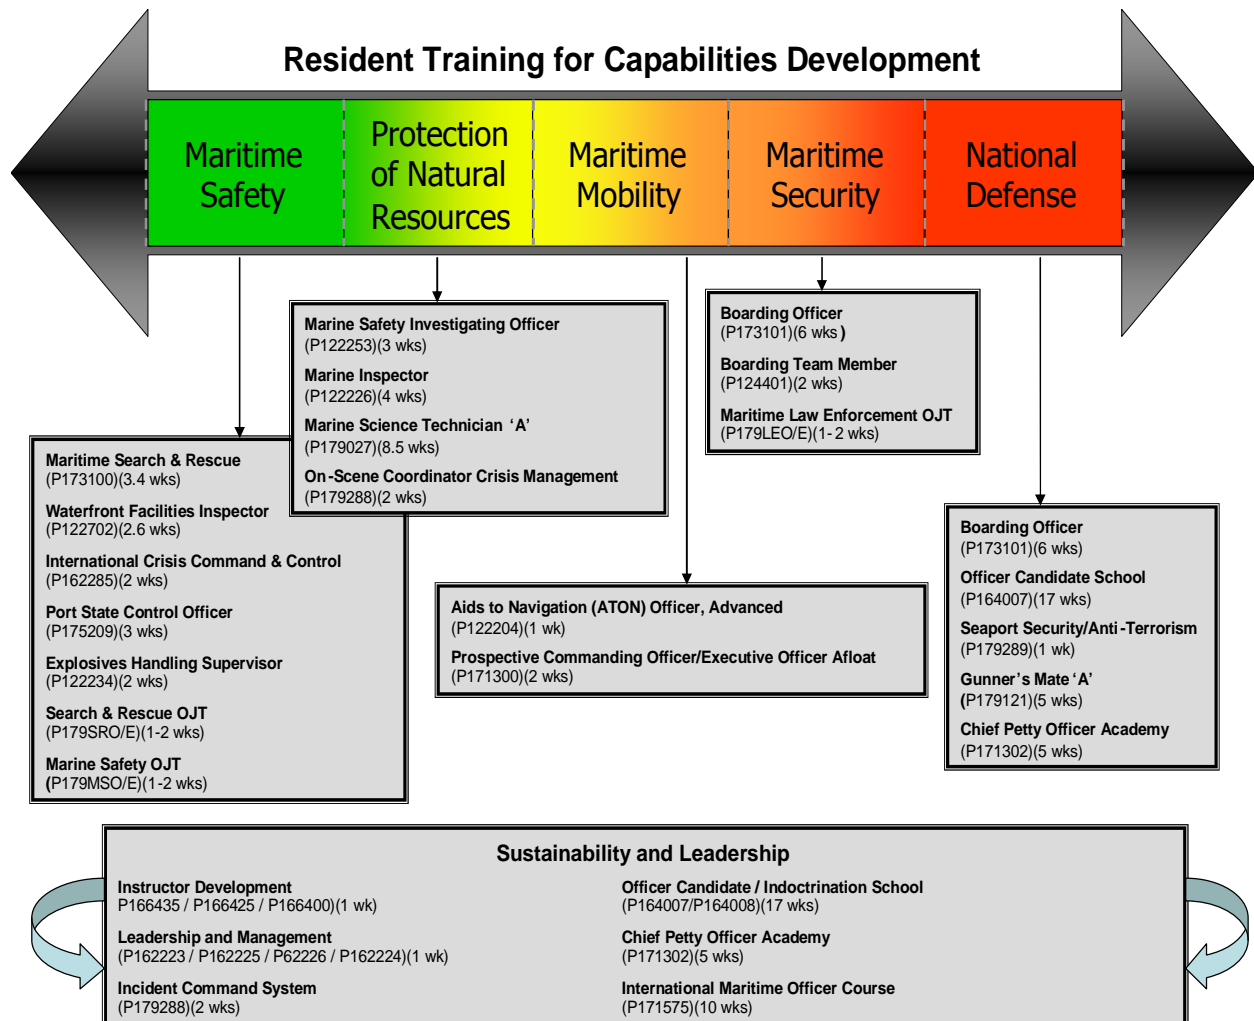 Resident Training for Capabilities Development
Maritime
Safety
Protection
of Natural
Resources
Maritime
Mobility
Maritime
Security
National
Defense
Marine Safety Investigating Officer
(P122253)(3 wks)
Marine Inspector
(P122226)(4 wks)
Marine Science Technician ‘A’
(P179027)(8.5 wks)
On-Scene Coordinator Crisis Management
(P179288)(2 wks)
Boarding Officer
(P173101)(6 wks)
Boarding Team Member
(P124401)(2 wks)
Maritime Law Enforcement OJT
(P179LEO/E)(1-2 wks)
Maritime Search & Rescue
(P173100)(3.4 wks)
Waterfront Facilities Inspector
(P122702)(2.6 wks)
International Crisis Command & Control
(P162285)(2 wks)
Port State Control Officer
(P175209)(3 wks)
Explosives Handling Supervisor
(P122234)(2 wks)
Search & Rescue OJT
(P179SRO/E)(1-2 wks)
Marine Safety OJT
(P179MSO/E)(1-2 wks)
Aids to Navigation (ATON) Officer, Advanced
(P122204)(1 wk)
Prospective Commanding Officer/Executive Officer Afloat
(P171300)(2 wks)
Boarding Officer
(P173101)(6 wks)
Officer Candidate School
(P164007)(17 wks)
Seaport Security/Anti-Terrorism
(P179289)(1 wk)
Gunner’s Mate ‘A’
(P179121)(5 wks)
Chief Petty Officer Academy
(P171302)(5 wks)
Sustainability and Leadership
Instructor Development
P166435 / P166425 / P166400)(1 wk)
Leadership and Management
(P162223 / P162225 / P62226 / P162224)(1 wk)
Incident Command System
(P179288)(2 wks)
Officer Candidate / Indoctrination School
(P164007/P164008)(17 wks)
Chief Petty Officer Academy
(P171302)(5 wks)
International Maritime Officer Course
(P171575)(10 wks)